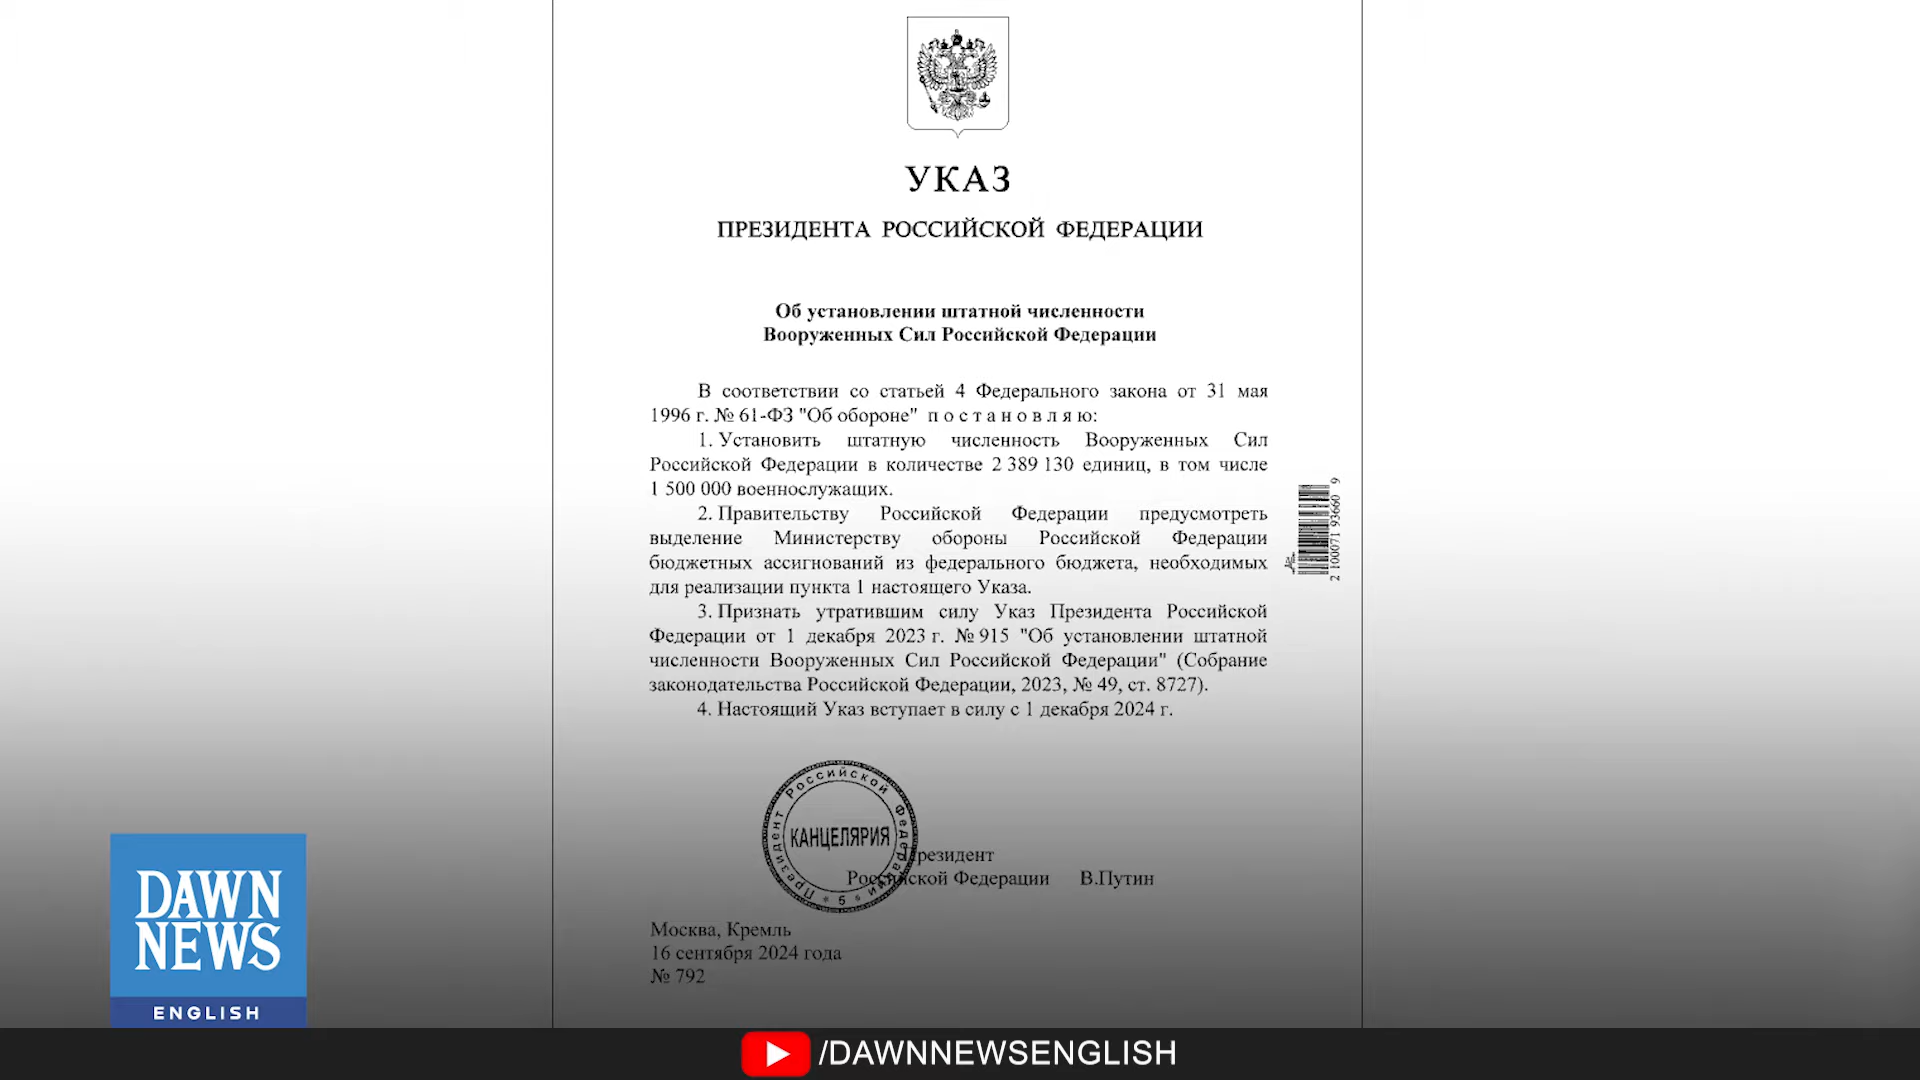 УКАЗ
ПРЕЗИДЕНТА РОССИЙСКОЙ ФЕДЕРАЦИИ
Об установлении штатной численности
Вооруженных Сил Российской Федерации
В соответствии со статьей 4 Федерального закона от 31 мая
1996 г. № 61-ФЗ "Об обороне" п о с т а н о в л я ю:
1. Установить штатную численность Вооруженных Сил
Российской Федерации в количестве 2 389 130 единиц, в том числе
1 500 000 военнослужащих.
2. Правительству Российской Федерации предусмотреть
выделение Министерству обороны Российской Федерации
бюджетных ассигнований из федерального бюджета, необходимых
для реализации пункта 1 настоящего Указа.
3. Признать утратившим силу Указ Президента Российской
Федерации от 1 декабря 2023 г. № 915 "Об установлении штатной
численности Вооруженных Сил Российской Федерации" (Собрание
законодательства Российской Федерации, 2023, № 49, ст. 8727).
4. Настоящий Указ вступает в силу с 1 декабря 2024 г.
2 100071 93660 9
Президент Российской Федерации
КАНЦЕЛЯРИЯ
* 5 *
Президент
Российской Федерации В.Путин
Москва, Кремль
16 сентября 2024 года
№ 792
DAWN
NEWS
ENGLISH
/DAWNNEWSENGLISH